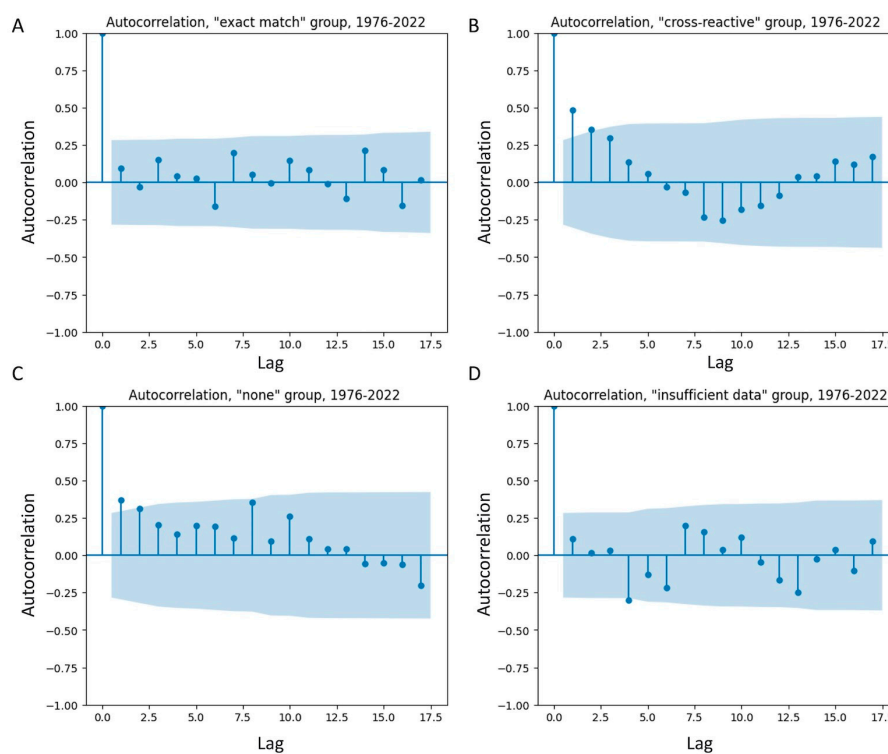 A
Autocorrelation, "exact match" group, 1976-2022
1.00
0.75
0.50
0.25
0.00
−0.25
−0.50
−0.75
−1.00
Autocorrelation
0.0 2.5 5.0 7.5 10.0 12.5 15.0 17.5
Lag
B
Autocorrelation, "cross-reactive" group, 1976-2022
1.00
0.75
0.50
0.25
0.00
−0.25
−0.50
−0.75
−1.00
Autocorrelation
0.0 2.5 5.0 7.5 10.0 12.5 15.0 17.5
Lag
C
Autocorrelation, "none" group, 1976-2022
1.00
0.75
0.50
0.25
0.00
−0.25
−0.50
−0.75
−1.00
Autocorrelation
0.0 2.5 5.0 7.5 10.0 12.5 15.0 17.5
Lag
D
Autocorrelation, "insufficient data" group, 1976-2022
1.00
0.75
0.50
0.25
0.00
−0.25
−0.50
−0.75
−1.00
Autocorrelation
0.0 2.5 5.0 7.5 10.0 12.5 15.0 17.5
Lag